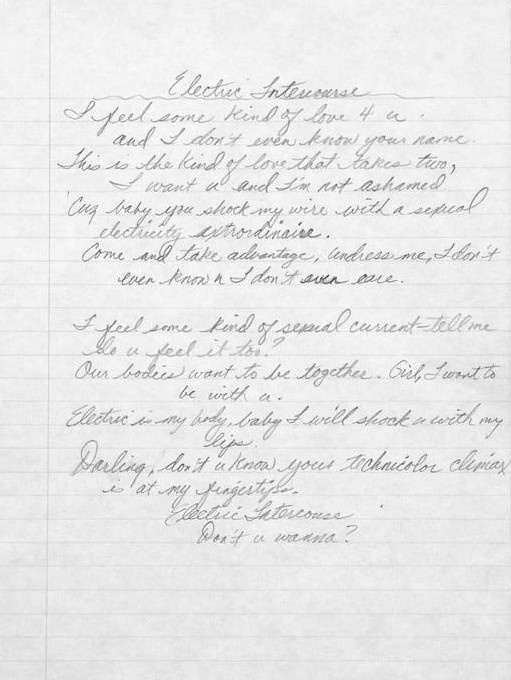 Electric Intercourse
I feel some kind of love 4 u.
and I don't even know your name.
This is the kind of love that takes two,
I want u and I'm not ashamed
'Cuz baby you shock my wire with a sexual
electricity extrordinaire.
Come and take advantage, undress me, I don't
even know u I don't even care.
I feel some kind of sexual current - tell me
do u feel it too?
Our bodies want to be together. Girl, I want to
be with u.
Electric is my body, baby I will shock u with my
lips.
Darling, don't u know your technicolor climax
is at my fingertips.
Electric Intercouse
Don't u wanna?